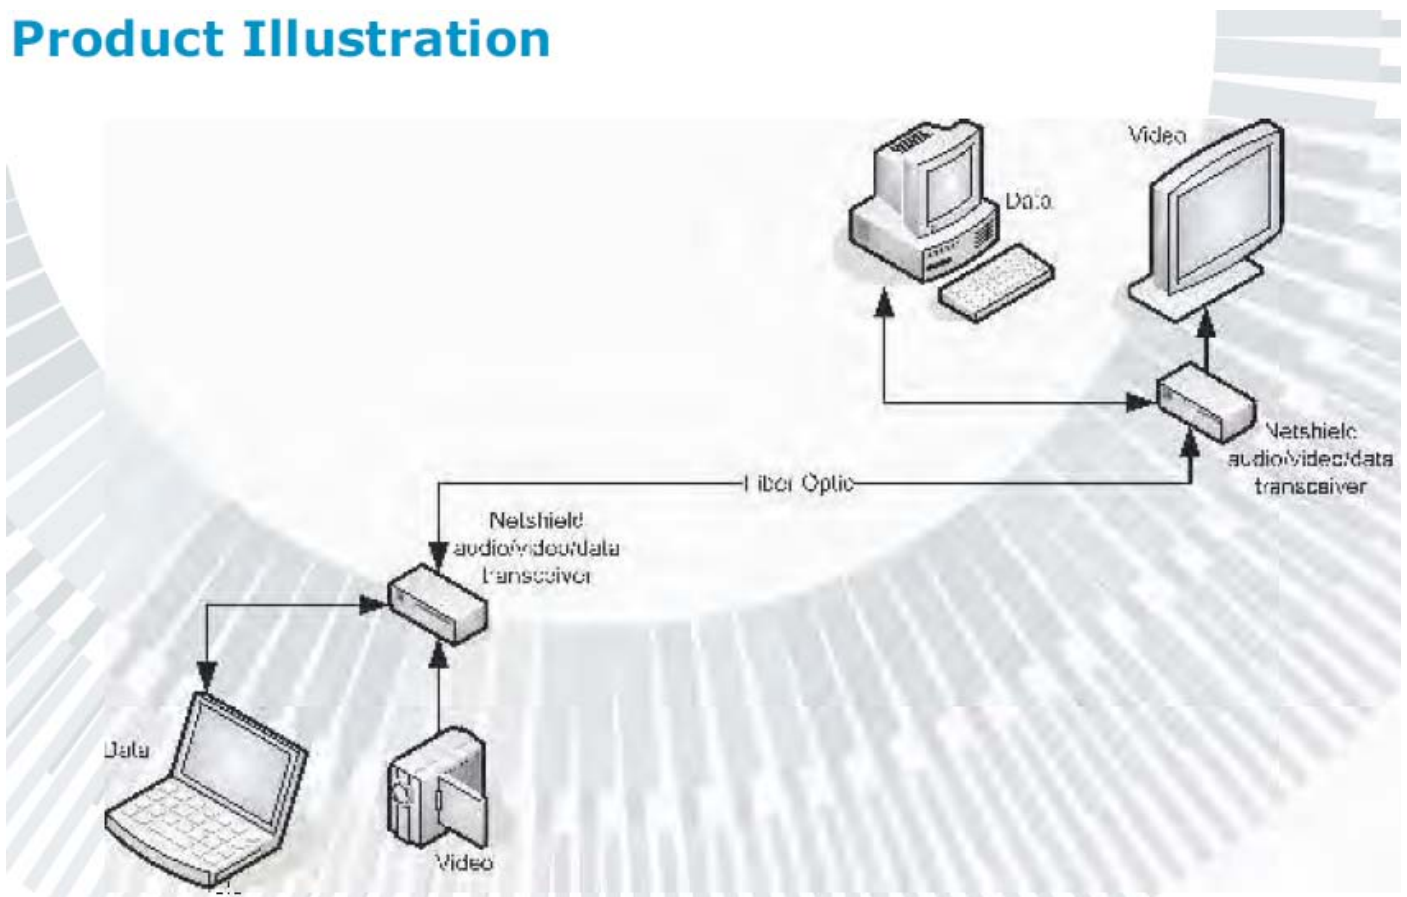 Product Illustration
Video
Data
Netshield
audio/video/data
transceiver
Fiber Optic
Netshield
audio/video/data
transceiver
Data
Video